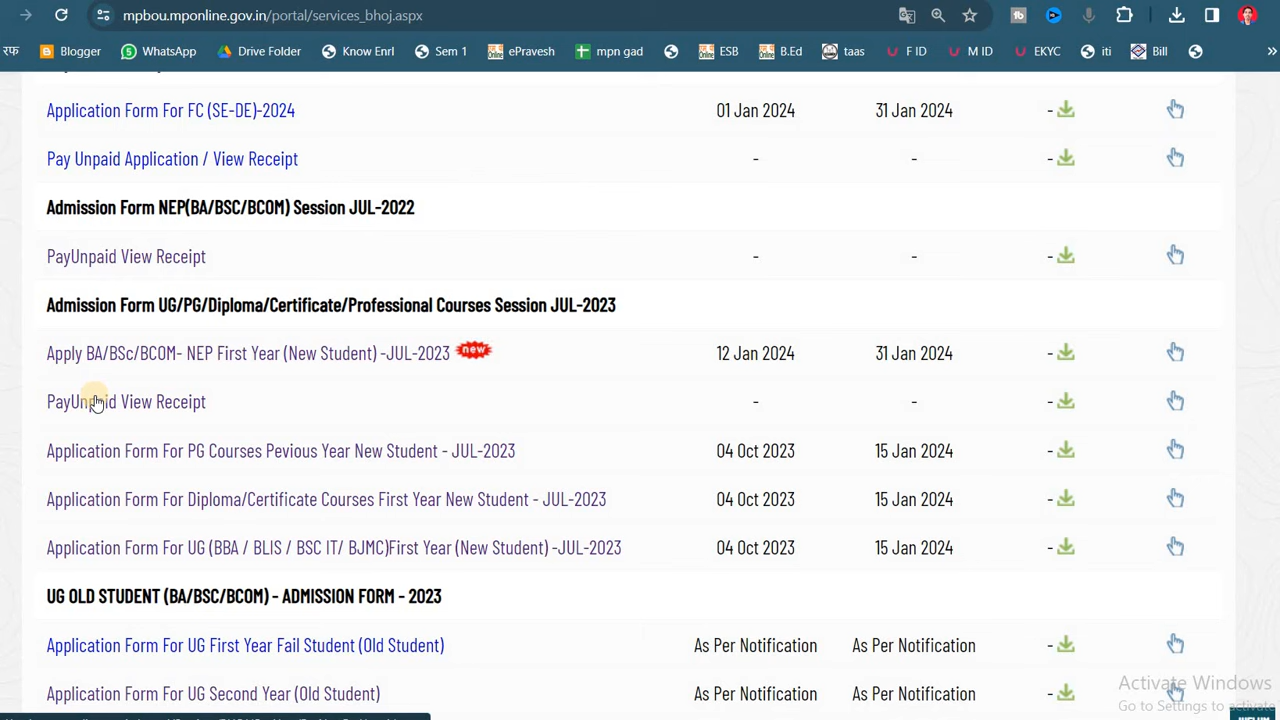 mpbou.mponline.gov.in/portal/services_bhoj.aspx
रफ Blogger WhatsApp Drive Folder Know Enrl Sem 1 ePravesh mpn gad ESB B.Ed taas F ID M ID EKYC iti Bill »
Application Form For FC (SE-DE)-2024 01 Jan 2024 31 Jan 2024 -
Pay Unpaid Application / View Receipt - - -
Admission Form NEP(BA/BSC/BCOM) Session JUL-2022
PayUnpaid View Receipt - - -
Admission Form UG/PG/Diploma/Certificate/Professional Courses Session JUL-2023
Apply BA/BSc/BCOM- NEP First Year (New Student) -JUL-2023 new 12 Jan 2024 31 Jan 2024 -
PayUnpaid View Receipt - - -
Application Form For PG Courses Pevious Year New Student - JUL-2023 04 Oct 2023 15 Jan 2024 -
Application Form For Diploma/Certificate Courses First Year New Student - JUL-2023 04 Oct 2023 15 Jan 2024 -
Application Form For UG (BBA / BLIS / BSC IT/ BJMC)First Year (New Student) -JUL-2023 04 Oct 2023 15 Jan 2024 -
UG OLD STUDENT (BA/BSC/BCOM) - ADMISSION FORM - 2023
Application Form For UG First Year Fail Student (Old Student) As Per Notification As Per Notification -
Application Form For UG Second Year (Old Student) As Per Notification As Per Notification -
Activate Windows
Go to Settings to activate